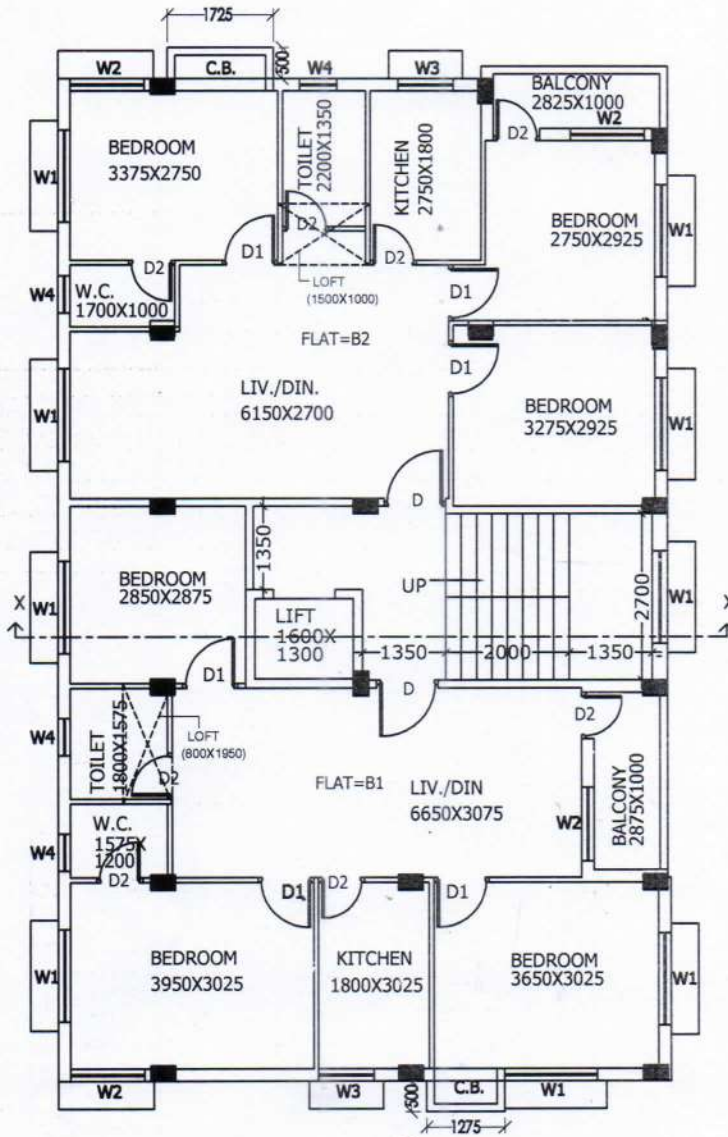 1725
W2
C.B.
500
W4
W3
BALCONY
2825X1000
D2
W2
BEDROOM
3375X2750
TOILET
2200X1350
KITCHEN
2750X1800
W1
BEDROOM
2750X2925
W1
D2
D1
D2
D2
LOFT
(1500X1000)
W4
W.C.
1700X1000
D1
FLAT=B2
D1
W1
LIV./DIN.
6150X2700
BEDROOM
3275X2925
W1
D
1350
BEDROOM
2850X2875
UP
2700
W1
W1
X
X
LIFT
1600X
1300
1350
2000
1350
D1
D
D2
W4
TOILET
1800X1575
LOFT
(800X1950)
D2
FLAT=B1
LIV./DIN
6650X3075
W2
BALCONY
2875X1000
W.C.
1575X
1200
W4
D2
D1
D2
D1
W1
BEDROOM
3950X3025
KITCHEN
1800X3025
BEDROOM
3650X3025
W1
W2
W3
500
C.B.
W1
1275